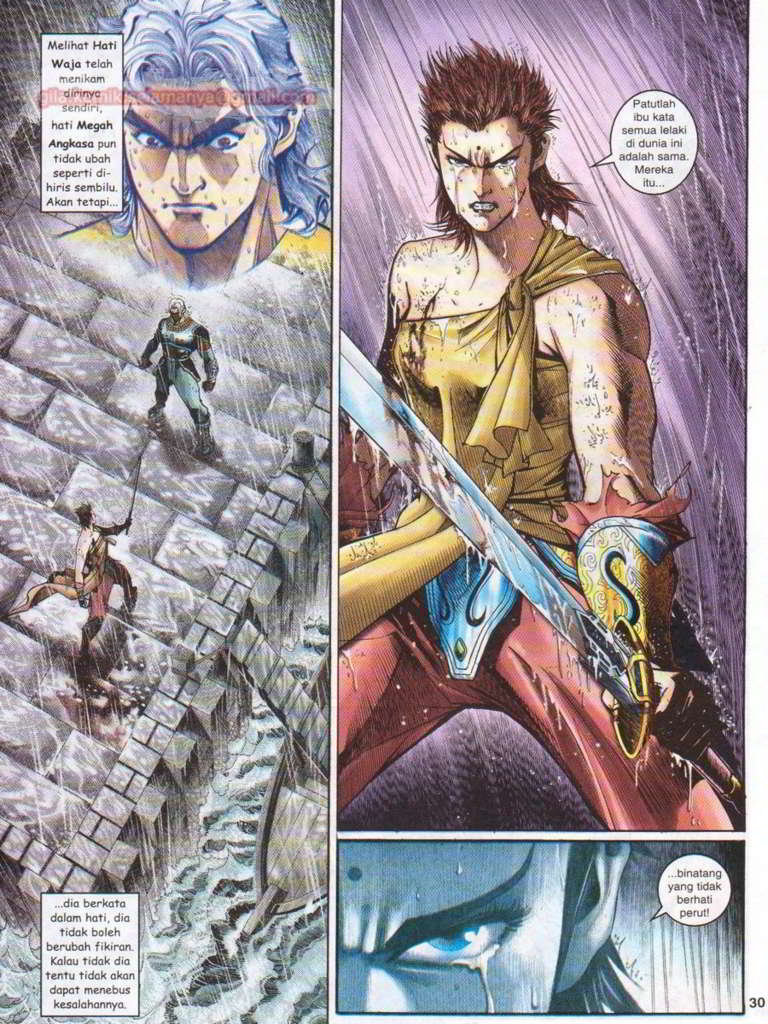 Melihat Hati
Waja telah
menikam
dirinya
sendiri,
hati Megah
Angkasa pun
tidak ubah
seperti di-
hiris sembilu.
Akan tetapi...
...dia berkata
dalam hati, dia
tidak boleh
berubah fikiran.
Kalau tidak dia
tentu tidak akan
dapat menebus
kesalahannya.
Patutlah
ibu kata
semua lelaki
di dunia ini
adalah sama.
Mereka
itu...
...binatang
yang tidak
berhati
perut!
30